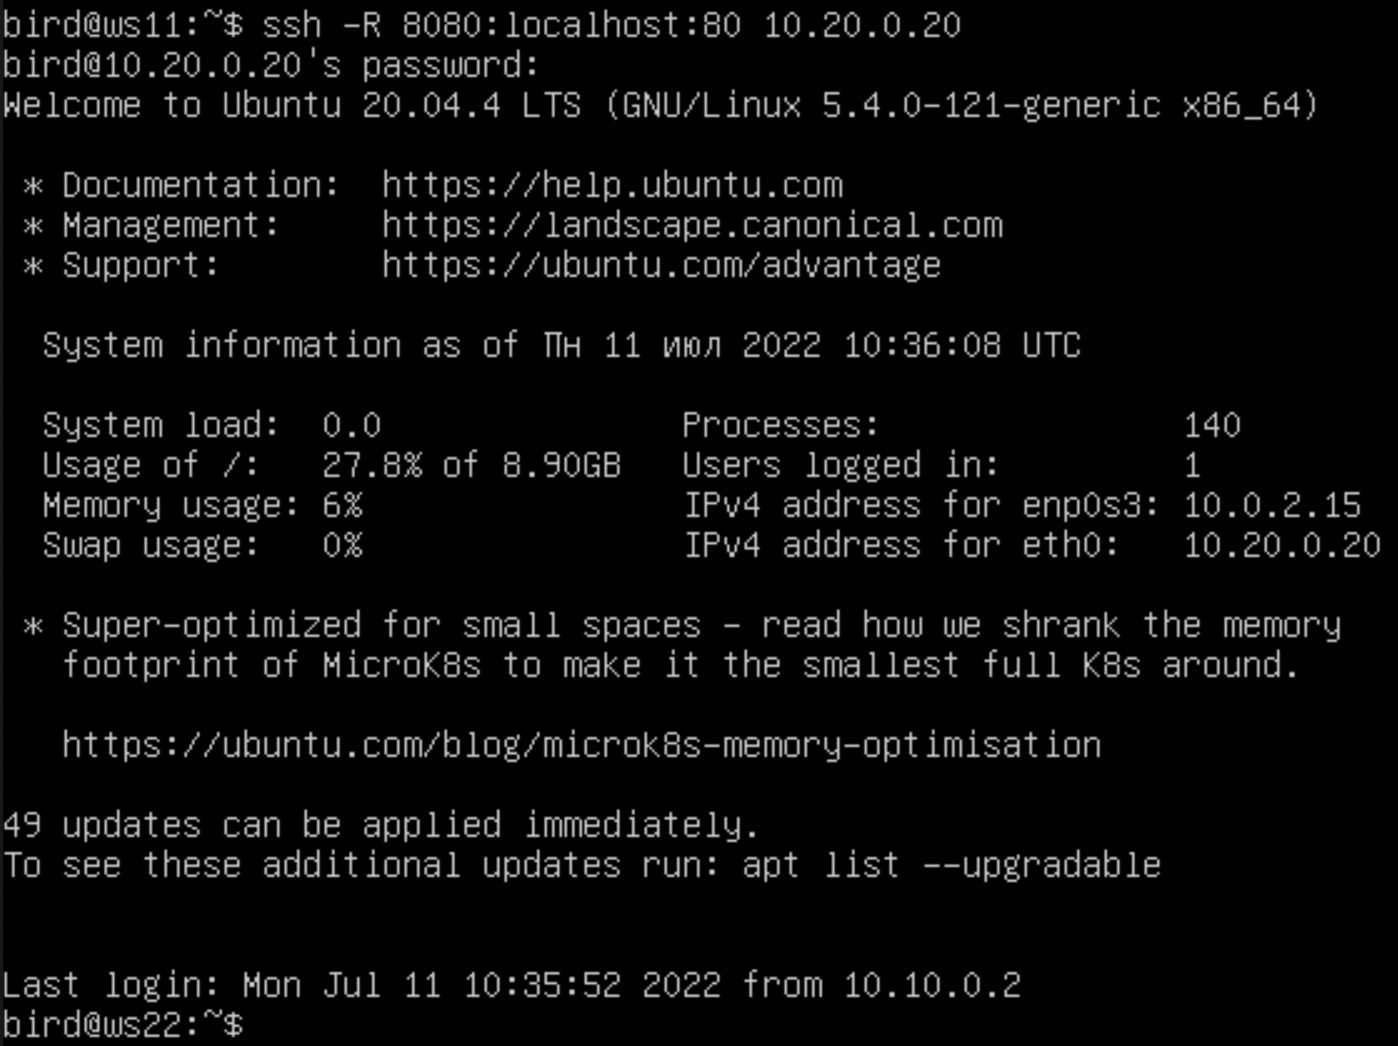 bird@ws11:~$ ssh -R 8080:localhost:80 10.20.0.20
bird@10.20.0.20's password:
Welcome to Ubuntu 20.04.4 LTS (GNU/Linux 5.4.0-121-generic x86_64)
* Documentation: https://help.ubuntu.com
* Management: https://landscape.canonical.com
* Support: https://ubuntu.com/advantage
System information as of Пн 11 июл 2022 10:36:08 UTC
System load: 0.0 Processes: 140
Usage of /: 27.8% of 8.90GB Users logged in: 1
Memory usage: 6% IPv4 address for enp0s3: 10.0.2.15
Swap usage: 0% IPv4 address for eth0: 10.20.0.20
* Super-optimized for small spaces - read how we shrank the memory
footprint of MicroK8s to make it the smallest full K8s around.
https://ubuntu.com/blog/microk8s-memory-optimisation
49 updates can be applied immediately.
To see these additional updates run: apt list --upgradable
Last login: Mon Jul 11 10:35:52 2022 from 10.10.0.2
bird@ws22:~$